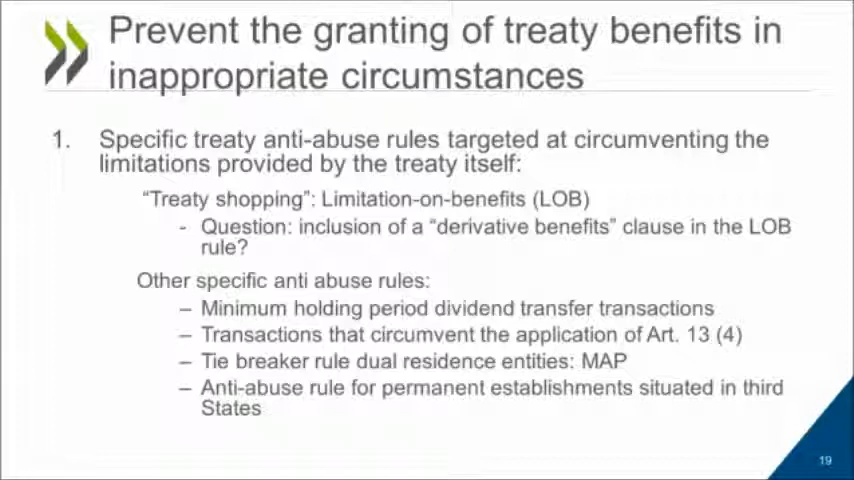 Prevent the granting of treaty benefits in
inappropriate circumstances
1. Specific treaty anti-abuse rules targeted at circumventing the
limitations provided by the treaty itself:
“Treaty shopping”: Limitation-on-benefits (LOB)
- Question: inclusion of a “derivative benefits” clause in the LOB
rule?
Other specific anti abuse rules:
– Minimum holding period dividend transfer transactions
– Transactions that circumvent the application of Art. 13 (4)
– Tie breaker rule dual residence entities: MAP
– Anti-abuse rule for permanent establishments situated in third
States
19